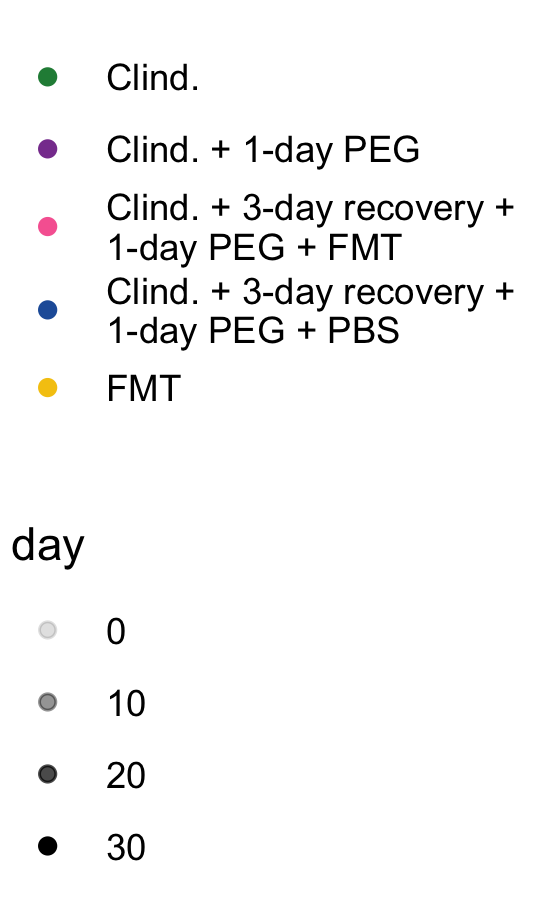 Clind.
Clind. + 1-day PEG
Clind. + 3-day recovery +
1-day PEG + FMT
Clind. + 3-day recovery +
1-day PEG + PBS
FMT
day
0
10
20
30